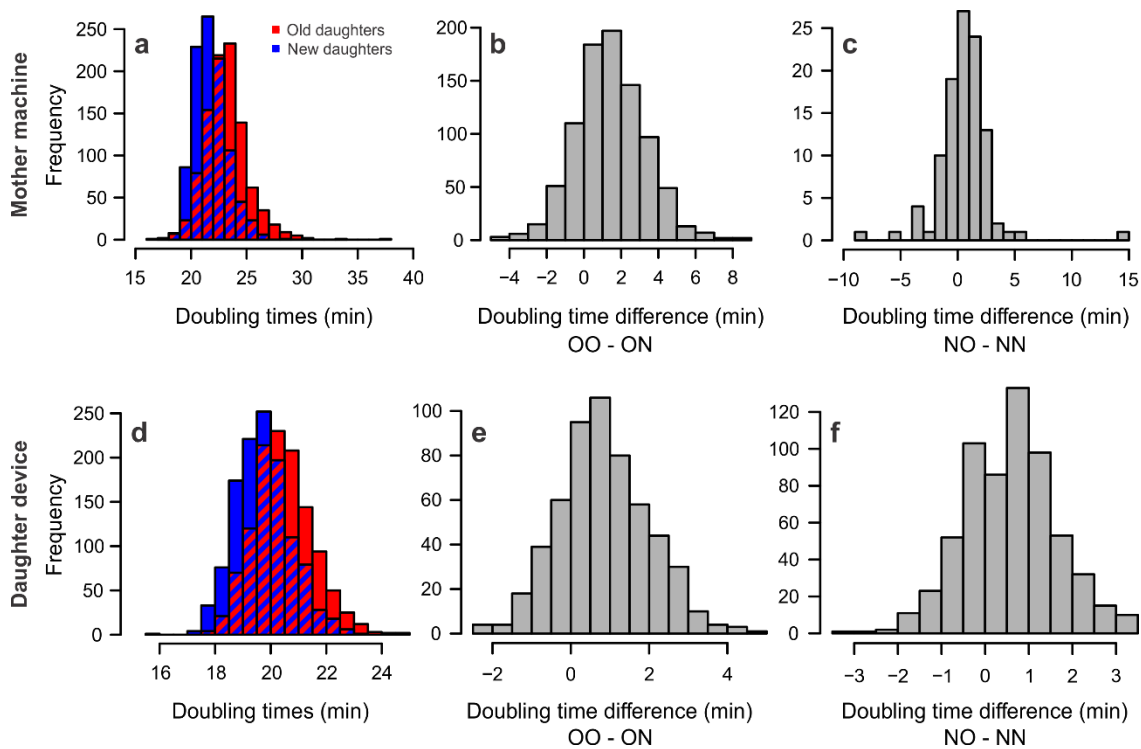 Mother machine
a
Old daughters
New daughters
Frequency
250
200
150
100
50
0
15 20 25 30 35 40
Doubling times (min)
b
200
150
100
50
0
−4 −2 0 2 4 6 8
Doubling time difference (min)
OO - ON
c
25
20
15
10
5
0
−10 −5 0 5 10 15
Doubling time difference (min)
NO - NN
Daughter device
d
Frequency
250
200
150
100
50
0
16 18 20 22 24
Doubling times (min)
e
100
80
60
40
20
0
−2 0 2 4
Doubling time difference (min)
OO - ON
f
120
100
80
60
40
20
0
−3 −2 −1 0 1 2 3
Doubling time difference (min)
NO - NN